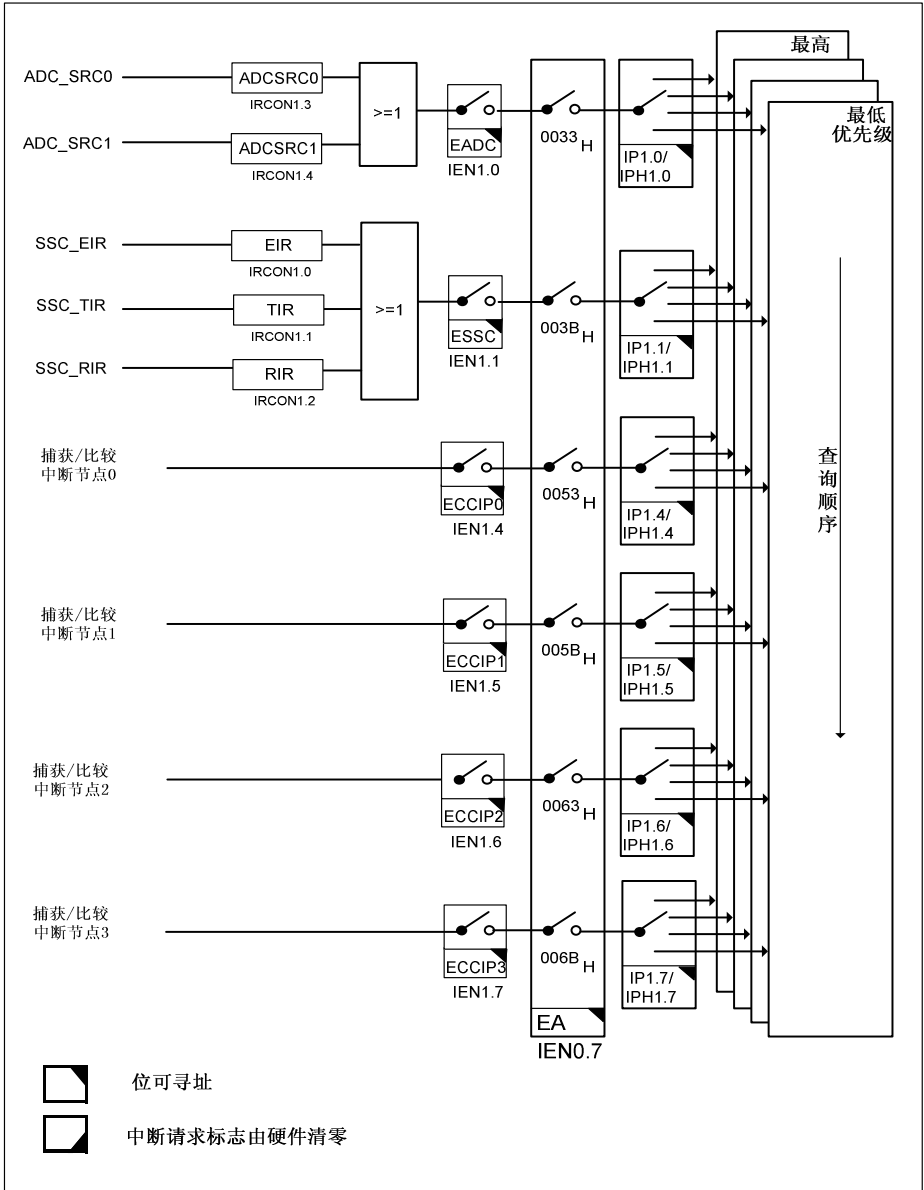 最高
最低
优先级
ADC_SRC0
ADCSRC0
IRCON1.3
>=1
ADC_SRC1
ADCSRC1
IRCON1.4
EADC
IEN1.0
0033 H
IP1.0/
IPH1.0
SSC_EIR
EIR
IRCON1.0
SSC_TIR
TIR
IRCON1.1
>=1
SSC_RIR
RIR
IRCON1.2
ESSC
IEN1.1
003B H
IP1.1/
IPH1.1
捕获/比较
中断节点0
ECCIP0
IEN1.4
0053 H
IP1.4/
IPH1.4
查询顺序
捕获/比较
中断节点1
ECCIP1
IEN1.5
005B H
IP1.5/
IPH1.5
捕获/比较
中断节点2
ECCIP2
IEN1.6
0063 H
IP1.6/
IPH1.6
捕获/比较
中断节点3
ECCIP3
IEN1.7
006B H
IP1.7/
IPH1.7
EA
IEN0.7
位可寻址
中断请求标志由硬件清零